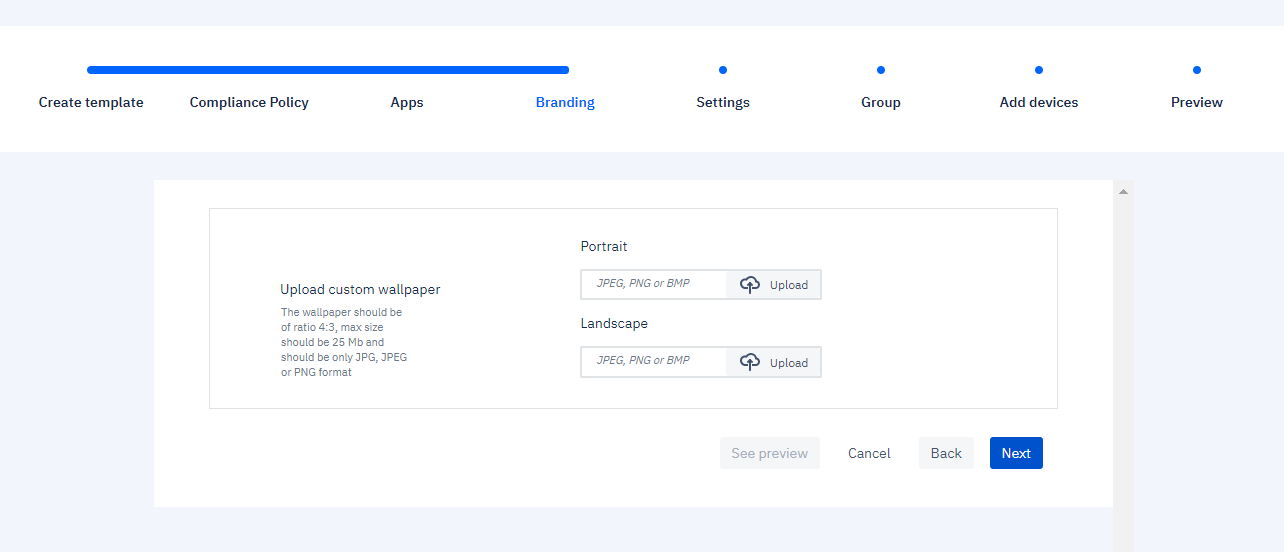 Create template
Compliance Policy
Apps
Branding
Settings
Group
Add devices
Preview
Upload custom wallpaper
The wallpaper should be
of ratio 4:3, max size
should be 25 Mb and
should be only JPG, JPEG
or PNG format
Portrait
JPEG, PNG or BMP
Upload
Landscape
JPEG, PNG or BMP
Upload
See preview
Cancel
Back
Next